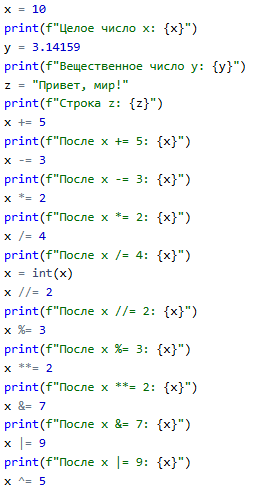 x = 10
print(f"Целое число x: {x}")
y = 3.14159
print(f"Вещественное число y: {y}")
z = "Привет, мир!"
print(f"Строка z: {z}")
x += 5
print(f"После x += 5: {x}")
x -= 3
print(f"После x -= 3: {x}")
x *= 2
print(f"После x *= 2: {x}")
x /= 4
print(f"После x /= 4: {x}")
x = int(x)
x //= 2
print(f"После x //= 2: {x}")
x %= 3
print(f"После x %= 3: {x}")
x **= 2
print(f"После x **= 2: {x}")
x &= 7
print(f"После x &= 7: {x}")
x |= 9
print(f"После x |= 9: {x}")
x ^= 5